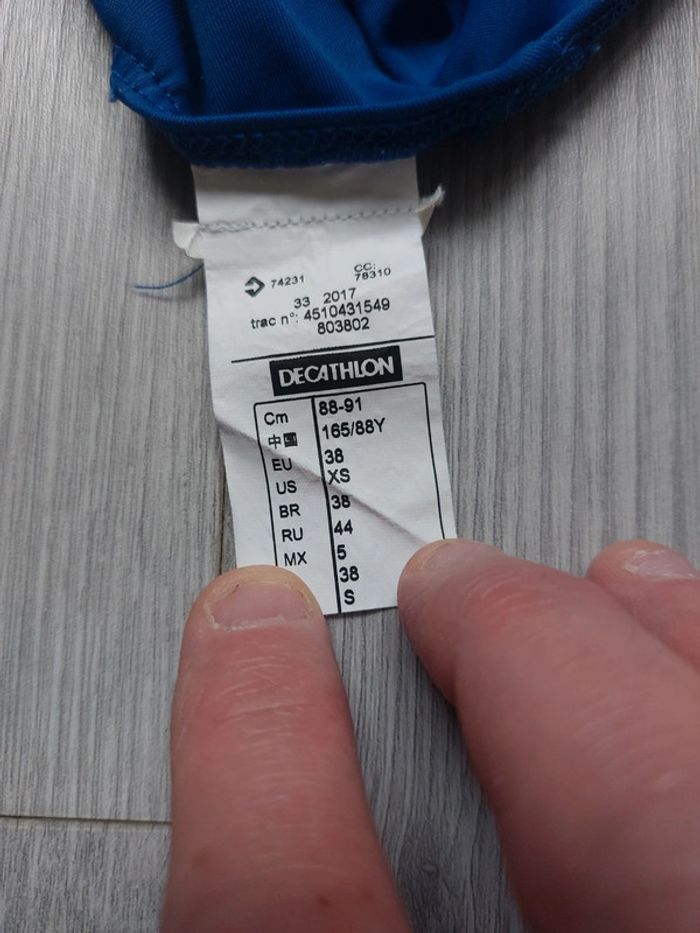 74231 CC: 78310
33 2017
trac n°: 4510431549
803802
DECATHLON
Cm 88-91
中 165/88Y
EU 38
US XS
BR 38
RU 44
MX 5
38
S